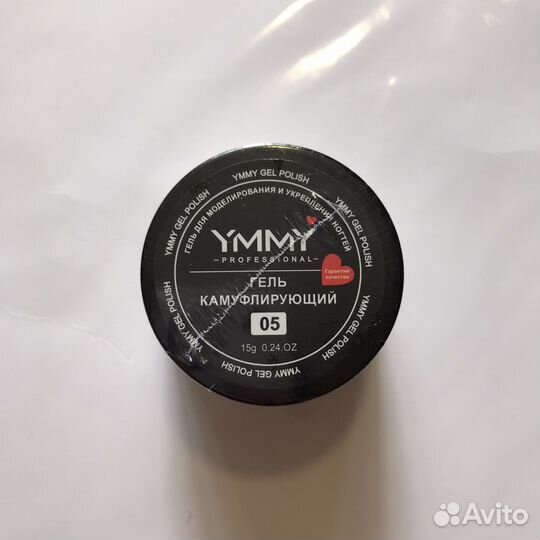 YMMY GEL POLISH
YMMY GEL POLISH
YMMY GEL POLISH
ГЕЛЬ ДЛЯ МОДЕЛИРОВАНИЯ И УКРЕПЛЕНИЯ НОГТЕЙ
YMMY
PROFESSIONAL
Гарантия
качества
ГЕЛЬ
КАМУФЛИРУЮЩИЙ
05
15g 0.24.OZ
YMMY GEL POLISH
YMMY GEL POLISH
YMMY GEL POLISH
Avito